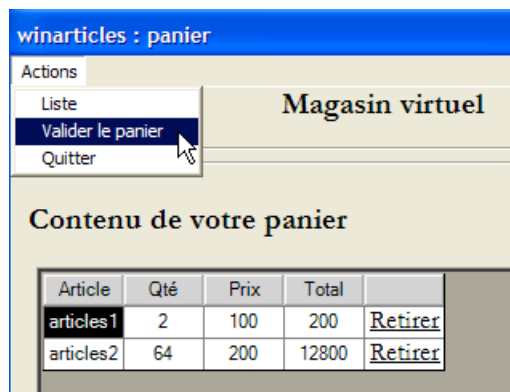 winarticles : panier
Actions
Liste
Magasin virtuel
Valider le panier
Quitter
Contenu de votre panier
Article Qté Prix Total
articles1 2 100 200 Retirer
articles2 64 200 12800 Retirer